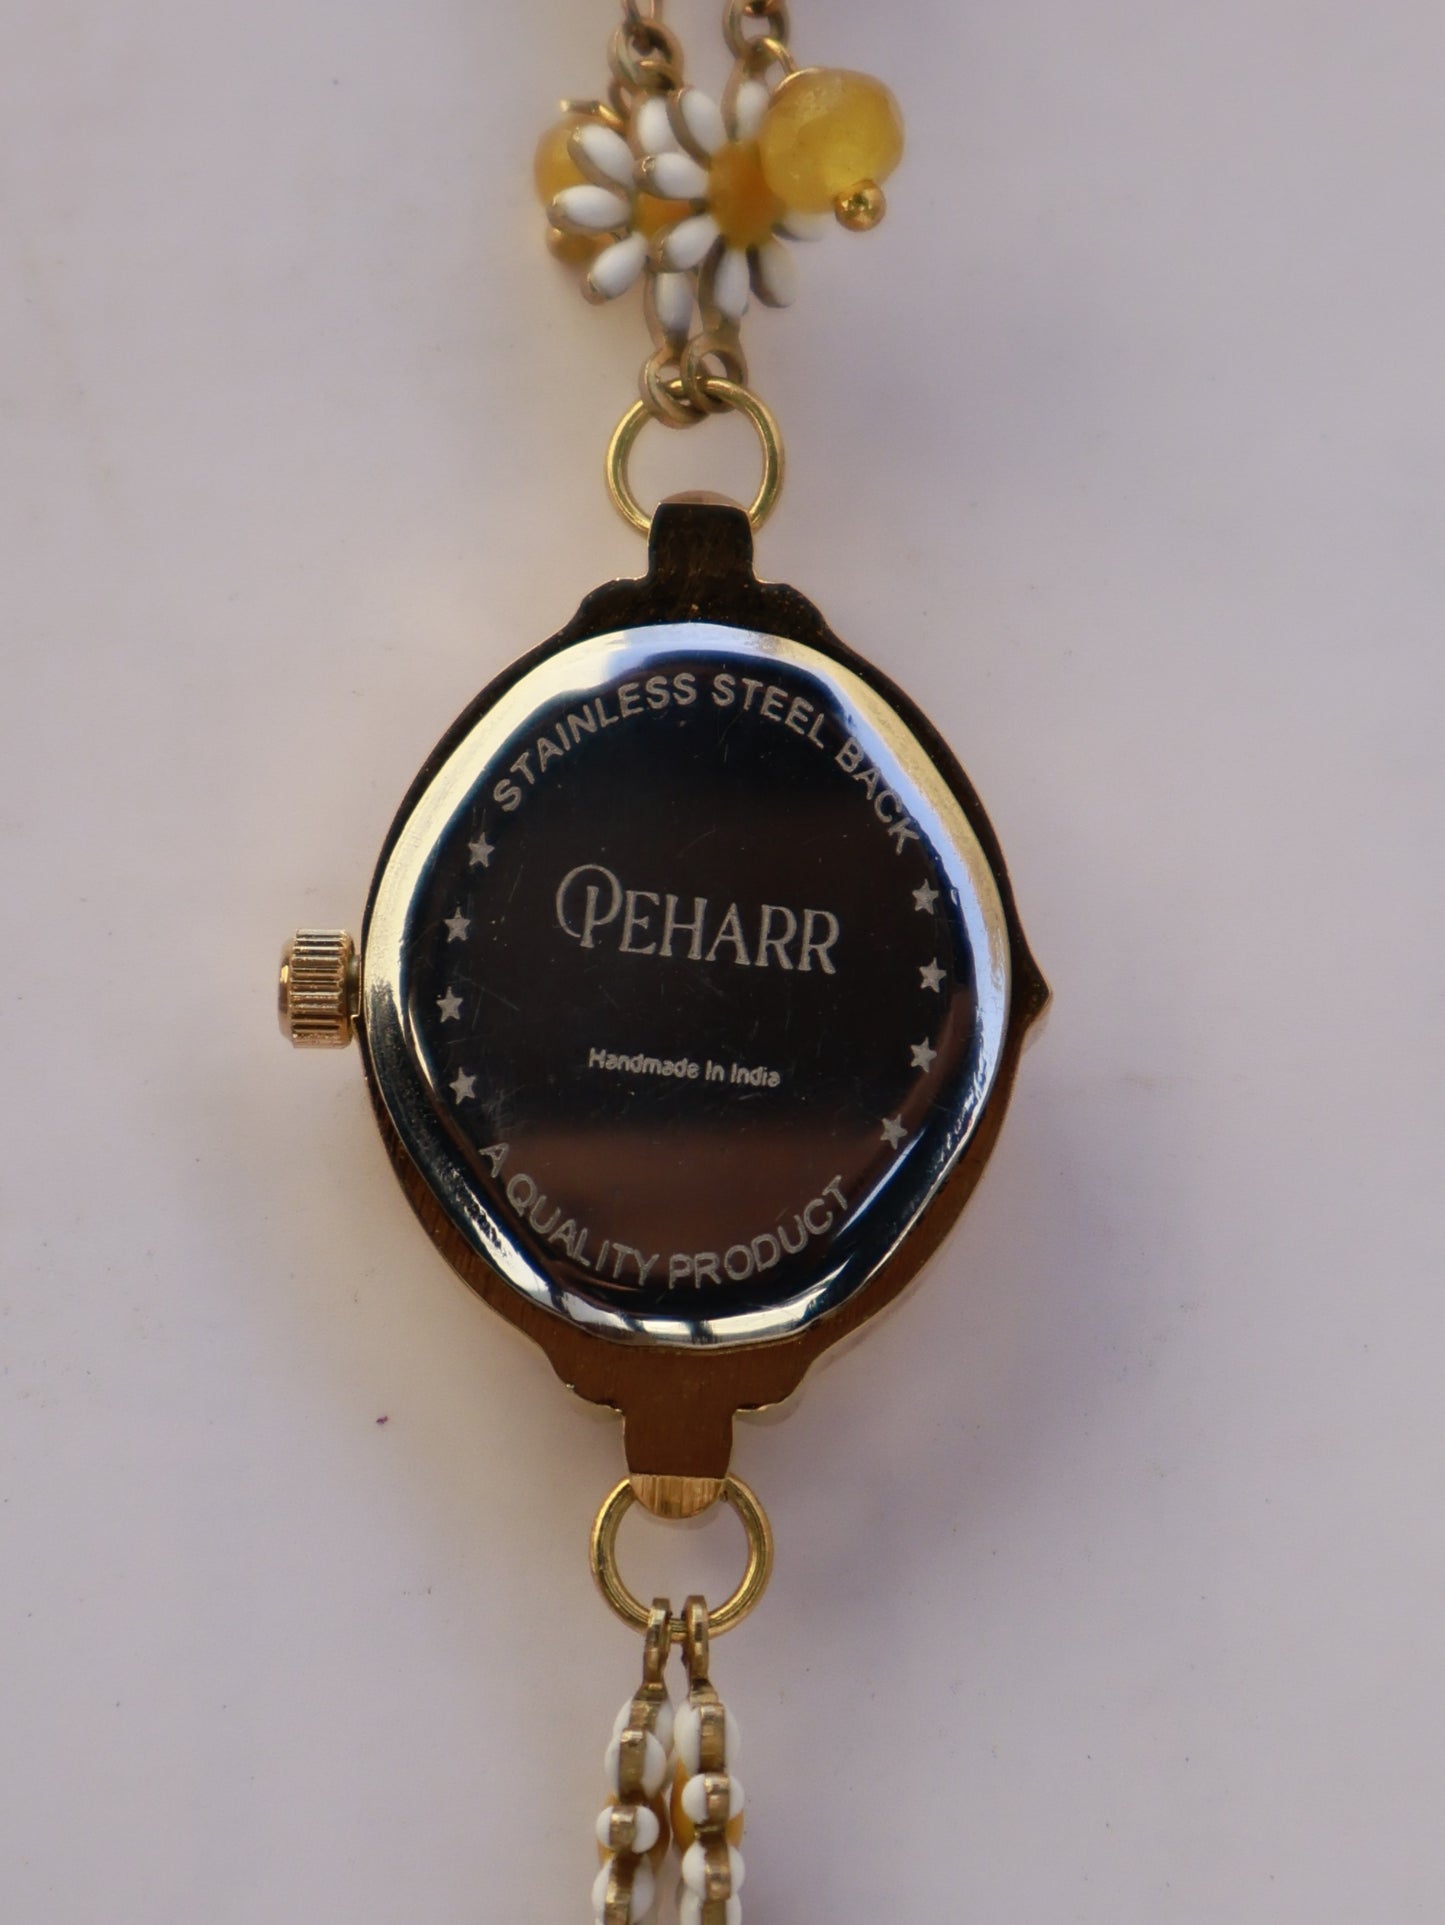 STAINLESS STEEL BACK
PEHARR
Handmade In India
A QUALITY PRODUCT